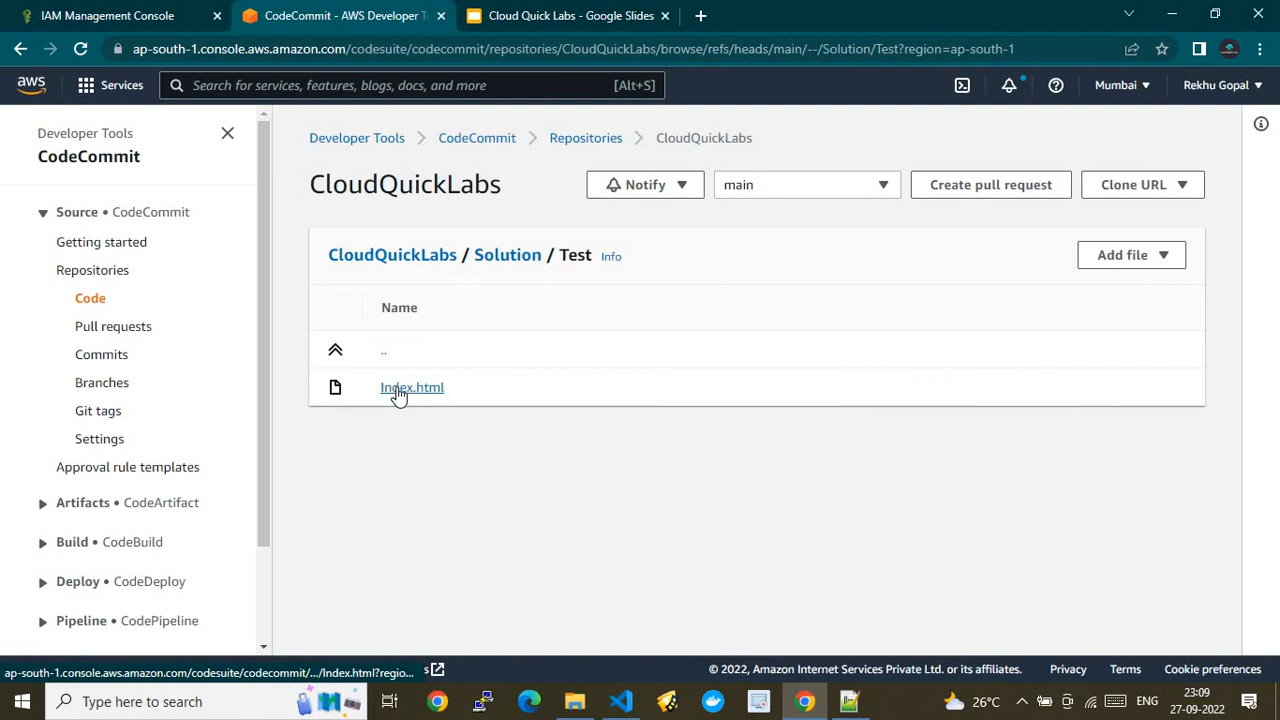 IAM Management Console
CodeCommit - AWS Developer T
Cloud Quick Labs - Google Slides
ap-south-1.console.aws.amazon.com/codesuite/codecommit/repositories/CloudQuickLabs/browse/refs/heads/main/--/Solution/Test?region=ap-south-1
aws
Services
Search for services, features, blogs, docs, and more
[Alt+S]
Mumbai
Rekhu Gopal
Developer Tools
CodeCommit
Source • CodeCommit
Getting started
Repositories
Code
Pull requests
Commits
Branches
Git tags
Settings
Approval rule templates
Artifacts • CodeArtifact
Build • CodeBuild
Deploy • CodeDeploy
Pipeline • CodePipeline
Developer Tools
CodeCommit
Repositories
CloudQuickLabs
CloudQuickLabs
Notify
main
Create pull request
Clone URL
CloudQuickLabs / Solution / Test Info
Add file
Name
..
Index.html
ap-south-1.console.aws.amazon.com/codesuite/codecommit/.../Index.html?regio...
© 2022, Amazon Internet Services Private Ltd. or its affiliates.
Privacy
Terms
Cookie preferences
Type here to search
26°C
ENG
23:09
27-09-2022